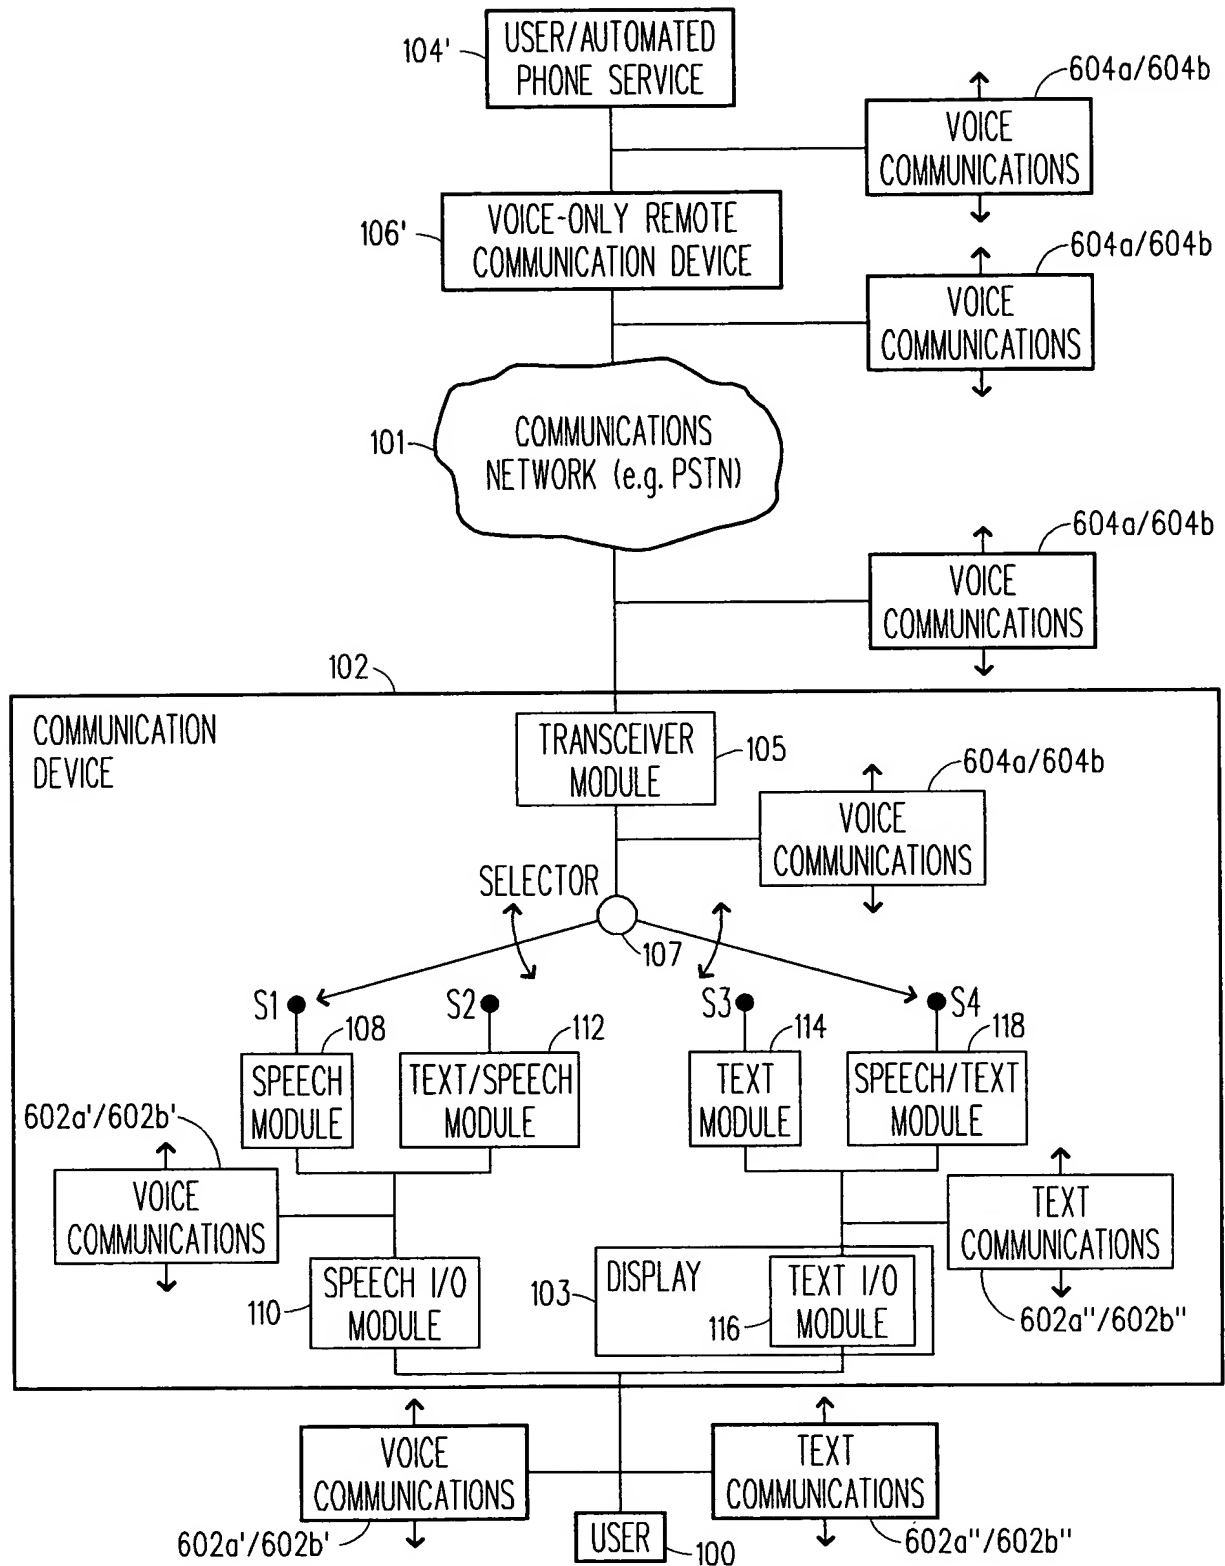 104'
USER/AUTOMATED
PHONE SERVICE
604a/604b
VOICE
COMMUNICATIONS
106'
VOICE-ONLY REMOTE
COMMUNICATION DEVICE
604a/604b
VOICE
COMMUNICATIONS
101
COMMUNICATIONS
NETWORK (e.g. PSTN)
604a/604b
VOICE
COMMUNICATIONS
102
COMMUNICATION
DEVICE
TRANSCEIVER
MODULE
105
604a/604b
VOICE
COMMUNICATIONS
SELECTOR
107
S1
S2
S3
S4
108
112
114
118
SPEECH
MODULE
TEXT/SPEECH
MODULE
TEXT
MODULE
SPEECH/TEXT
MODULE
602a'/602b'
VOICE
COMMUNICATIONS
TEXT
COMMUNICATIONS
110
SPEECH I/O
MODULE
103
DISPLAY
116
TEXT I/O
MODULE
602a"/602b"
VOICE
COMMUNICATIONS
TEXT
COMMUNICATIONS
602a'/602b'
USER
100
602a"/602b"